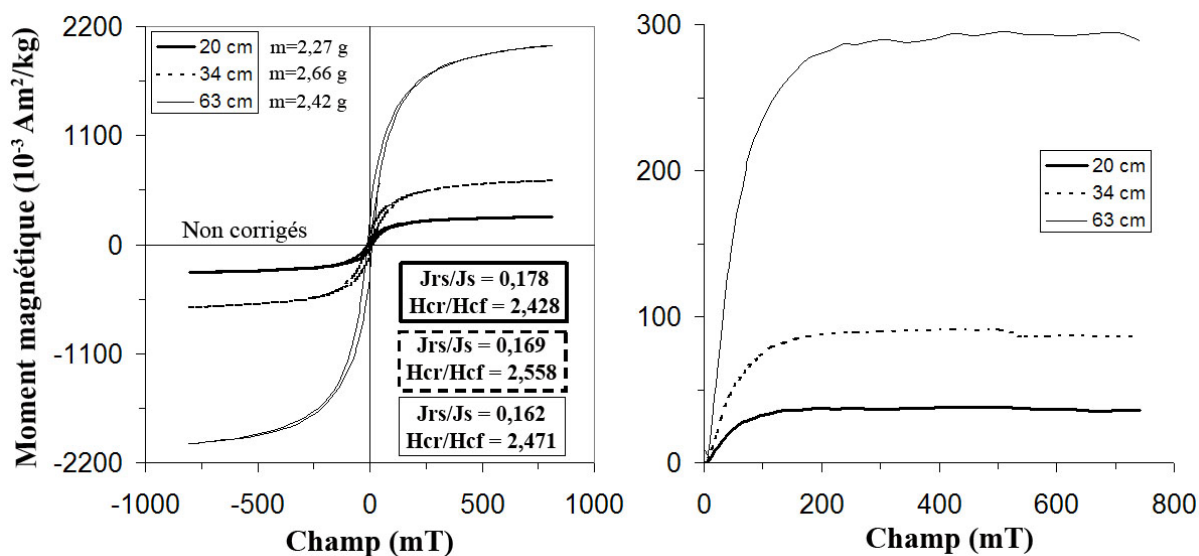 Moment magnétique (10⁻³ Am²/kg)
2200
1100
0
-1100
-2200
20 cm m=2,27 g
34 cm m=2,66 g
63 cm m=2,42 g
Non corrigés
Jrs/Js = 0,178
Hcr/Hcf = 2,428
Jrs/Js = 0,169
Hcr/Hcf = 2,558
Jrs/Js = 0,162
Hcr/Hcf = 2,471
-1000 -500 0 500 1000
Champ (mT)
300
200
100
0
20 cm
34 cm
63 cm
0 200 400 600 800
Champ (mT)